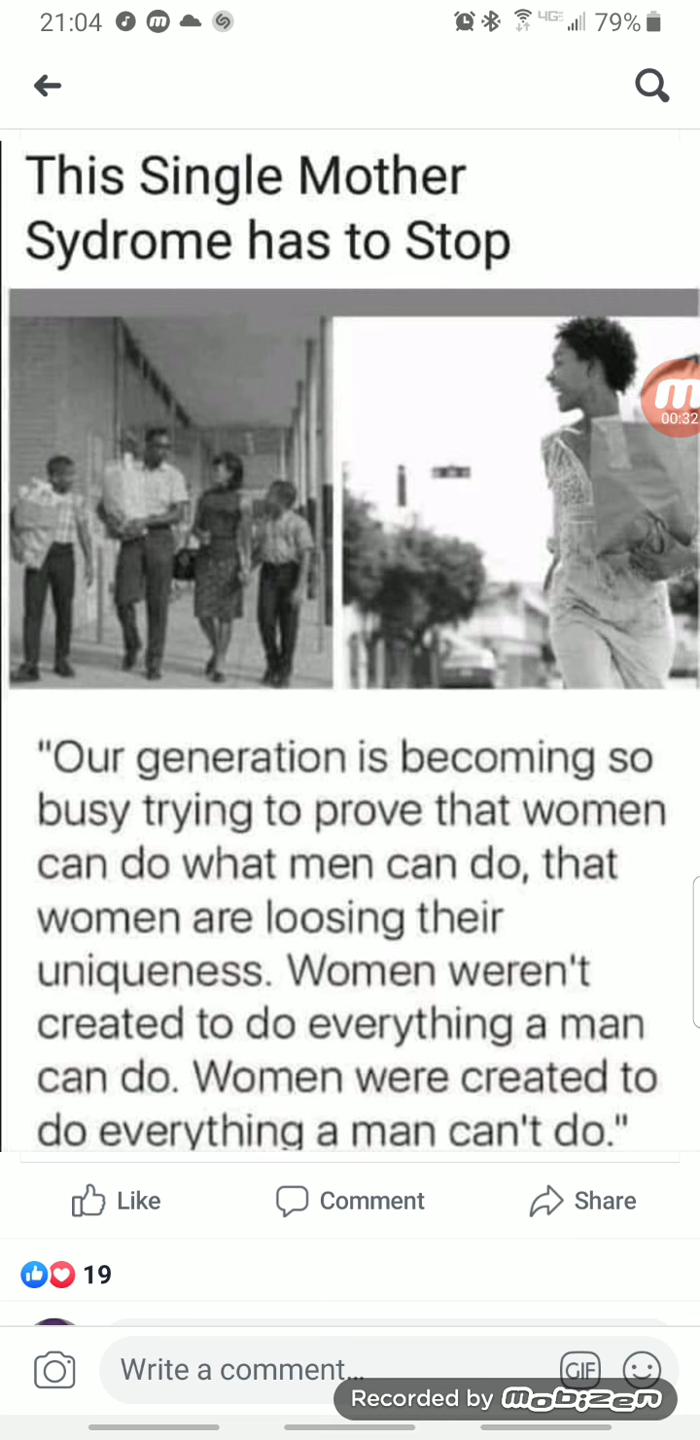 21:04
4GE 79%
This Single Mother
Sydrome has to Stop
m
00:32
"Our generation is becoming so
busy trying to prove that women
can do what men can do, that
women are loosing their
uniqueness. Women weren't
created to do everything a man
can do. Women were created to
do everything a man can't do."
Like Comment Share
19
Write a comment... GIF
Recorded by mobizen